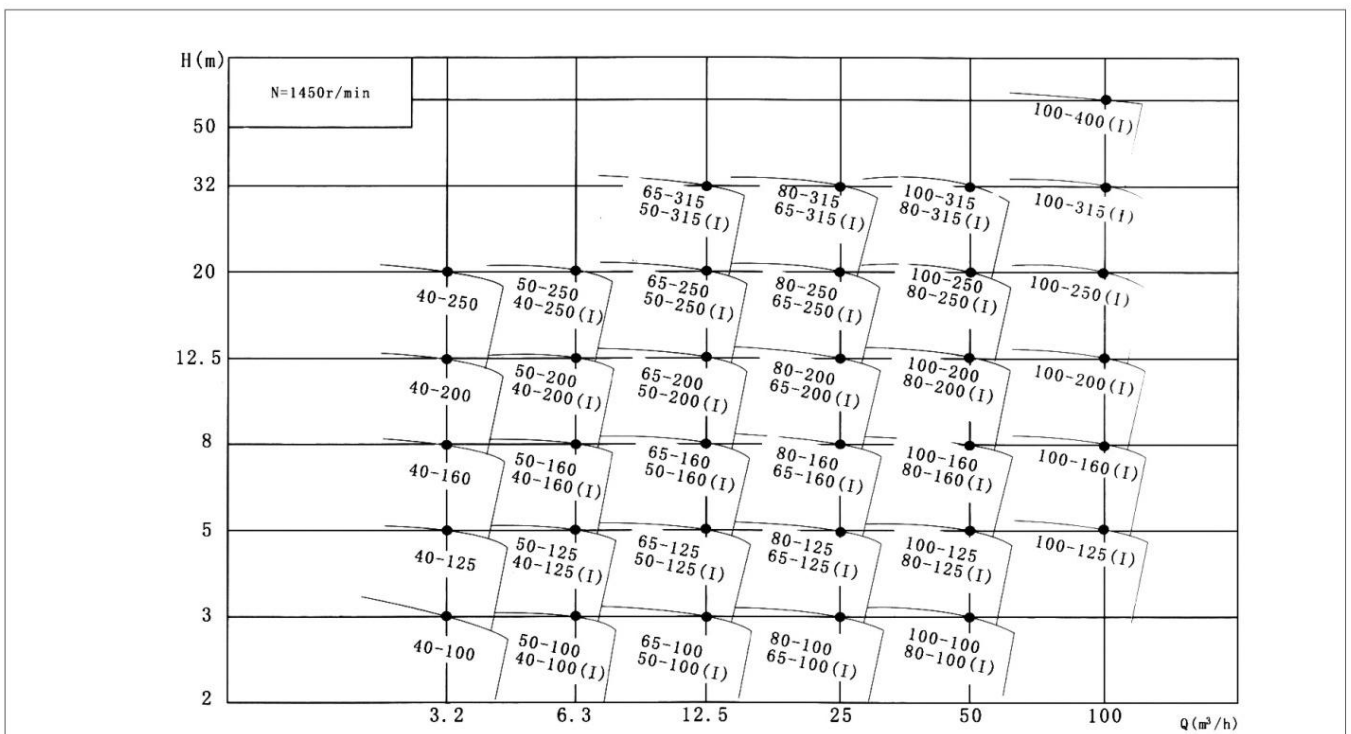 H(m)
N=1450r/min
50
100-400(I)
32
65-315
50-315(I)
80-315
65-315(I)
100-315
80-315(I)
100-315(I)
20
40-250
50-250
40-250(I)
65-250
50-250(I)
80-250
65-250(I)
100-250
80-250(I)
100-250(I)
12.5
40-200
50-200
40-200(I)
65-200
50-200(I)
80-200
65-200(I)
100-200
80-200(I)
100-200(I)
8
40-160
50-160
40-160(I)
65-160
50-160(I)
80-160
65-160(I)
100-160
80-160(I)
100-160(I)
5
40-125
50-125
40-125(I)
65-125
50-125(I)
80-125
65-125(I)
100-125
80-125(I)
100-125(I)
3
40-100
50-100
40-100(I)
65-100
50-100(I)
80-100
65-100(I)
100-100
80-100(I)
2
3.2 6.3 12.5 25 50 100 Q(m³/h)